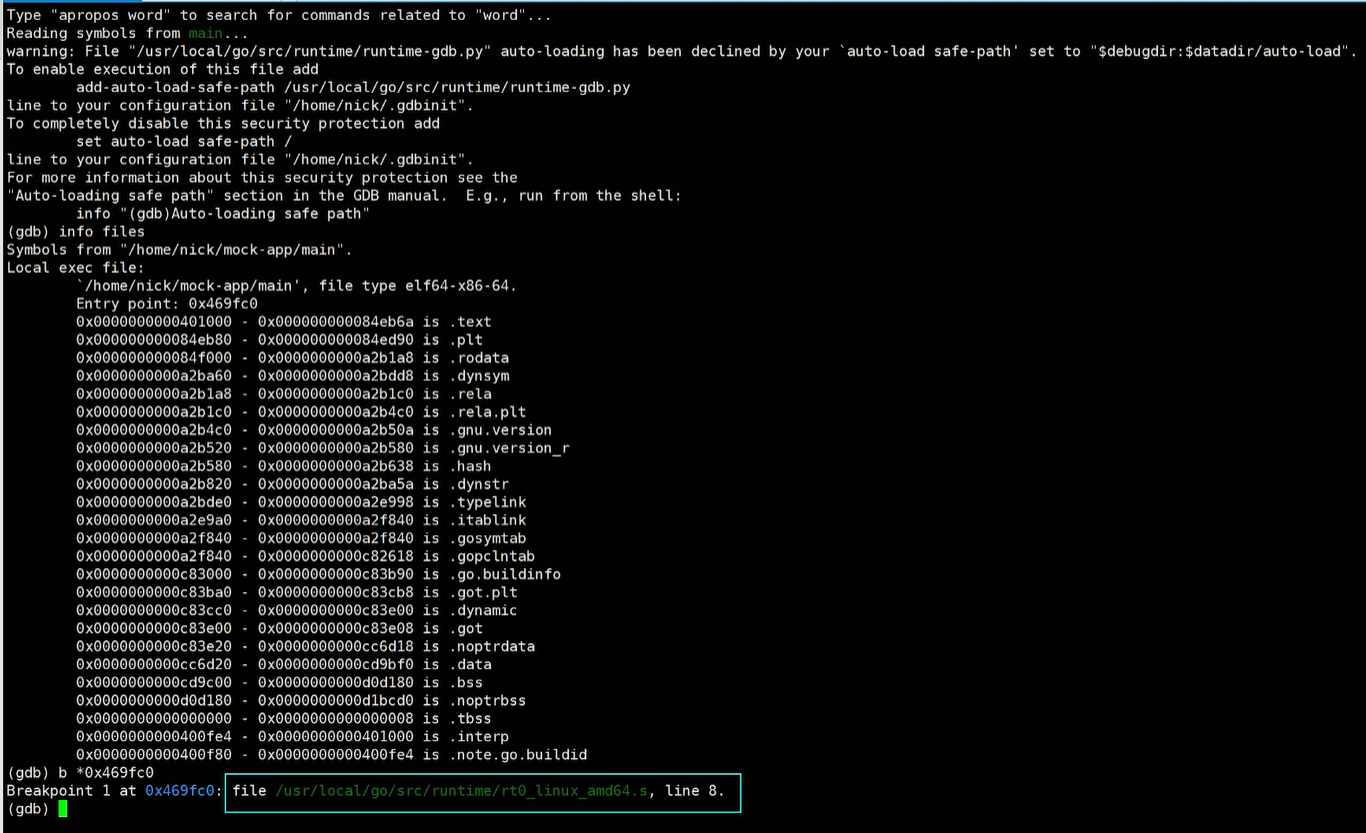 Type "apropos word" to search for commands related to "word"...
Reading symbols from main...
warning: File "/usr/local/go/src/runtime/runtime-gdb.py" auto-loading has been declined by your `auto-load safe-path' set to "$debugdir:$datadir/auto-load".
To enable execution of this file add
        add-auto-load-safe-path /usr/local/go/src/runtime/runtime-gdb.py
line to your configuration file "/home/nick/.gdbinit".
To completely disable this security protection add
        set auto-load safe-path /
line to your configuration file "/home/nick/.gdbinit".
For more information about this security protection see the
"Auto-loading safe path" section in the GDB manual.  E.g., run from the shell:
        info "(gdb)Auto-loading safe path"
(gdb) info files
Symbols from "/home/nick/mock-app/main".
Local exec file:
        `/home/nick/mock-app/main', file type elf64-x86-64.
        Entry point: 0x469fc0
        0x0000000000401000 - 0x000000000084eb6a is .text
        0x000000000084eb80 - 0x000000000084ed90 is .plt
        0x000000000084f000 - 0x0000000000a2b1a8 is .rodata
        0x0000000000a2ba60 - 0x0000000000a2bdd8 is .dynsym
        0x0000000000a2b1a8 - 0x0000000000a2b1c0 is .rela
        0x0000000000a2b1c0 - 0x0000000000a2b4c0 is .rela.plt
        0x0000000000a2b4c0 - 0x0000000000a2b50a is .gnu.version
        0x0000000000a2b520 - 0x0000000000a2b580 is .gnu.version_r
        0x0000000000a2b580 - 0x0000000000a2b638 is .hash
        0x0000000000a2b820 - 0x0000000000a2ba5a is .dynstr
        0x0000000000a2bde0 - 0x0000000000a2e998 is .typelink
        0x0000000000a2e9a0 - 0x0000000000a2f840 is .itablink
        0x0000000000a2f840 - 0x0000000000a2f840 is .gosymtab
        0x0000000000a2f840 - 0x0000000000c82618 is .gopclntab
        0x0000000000c83000 - 0x0000000000c83b90 is .go.buildinfo
        0x0000000000c83ba0 - 0x0000000000c83cb8 is .got.plt
        0x0000000000c83cc0 - 0x0000000000c83e00 is .dynamic
        0x0000000000c83e00 - 0x0000000000c83e08 is .got
        0x0000000000c83e20 - 0x0000000000cc6d18 is .noptrdata
        0x0000000000cc6d20 - 0x0000000000cd9bf0 is .data
        0x0000000000cd9c00 - 0x0000000000d0d180 is .bss
        0x0000000000d0d180 - 0x0000000000d1bcd0 is .noptrbss
        0x0000000000000000 - 0x0000000000000008 is .tbss
        0x0000000000400fe4 - 0x0000000000401000 is .interp
        0x0000000000400f80 - 0x0000000000400fe4 is .note.go.buildid
(gdb) b *0x469fc0
Breakpoint 1 at 0x469fc0: file /usr/local/go/src/runtime/rt0_linux_amd64.s, line 8.
(gdb)